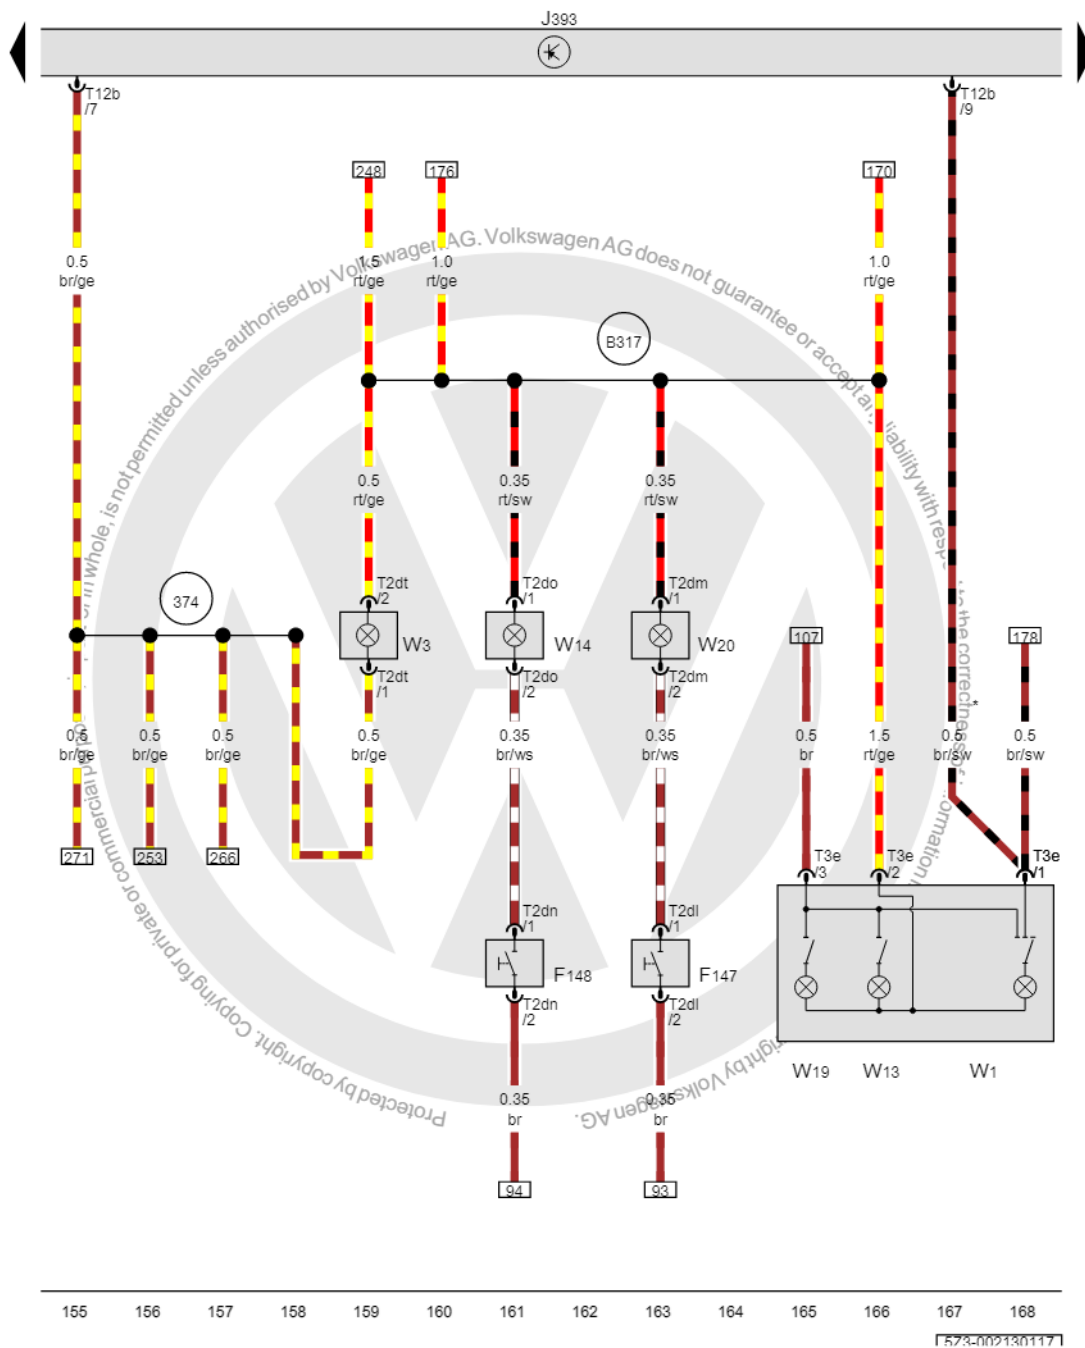 J393
T12b
/7
T12b
/9
248
176
170
0.5
br/ge
1.5
rt/ge
1.0
rt/ge
1.0
rt/ge
B317
0.5
rt/ge
0.35
rt/sw
0.35
rt/sw
374
T2dt
/2
T2do
/1
T2dm
/1
W3
W14
W20
107
178
T2dt
/1
T2do
/2
T2dm
/2
*
0.5
br/ge
0.5
br/ge
0.5
br/ge
0.5
br/ge
0.35
br/ws
0.35
br/ws
0.5
br
1.5
rt/ge
0.5
br/sw
0.5
br/sw
271
253
266
T3e
/3
T3e
/2
T3e
/1
T2dn
/1
T2dl
/1
F148
F147
T2dn
/2
T2dl
/2
W19
W13
W1
0.35
br
0.35
br
94
93
155 156 157 158 159 160 161 162 163 164 165 166 167 168
573-002130117
Protected by copyright. Copying for private or commercial purposes, in part or in whole, is not permitted unless authorised by Volkswagen AG. Volkswagen AG does not guarantee or accept any liability with respect to the correctness of information
right by Volkswagen AG.